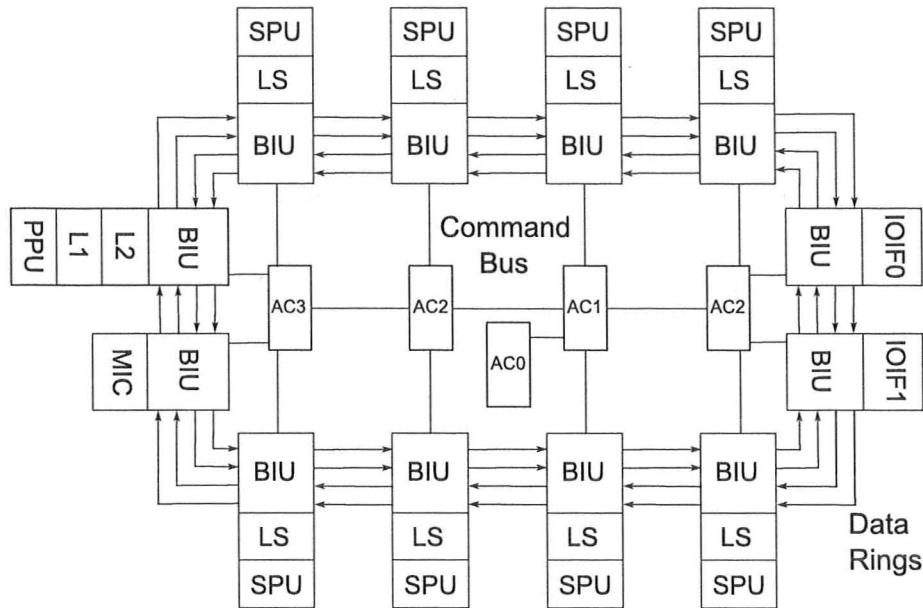 SPU SPU SPU SPU
LS LS LS LS
BIU BIU BIU BIU
PPU L1 L2 BIU
Command
Bus
BIU IOIF0
AC3 AC2 AC1 AC2
AC0
MIC BIU
BIU IOIF1
BIU BIU BIU BIU
LS LS LS LS
SPU SPU SPU SPU
Data
Rings